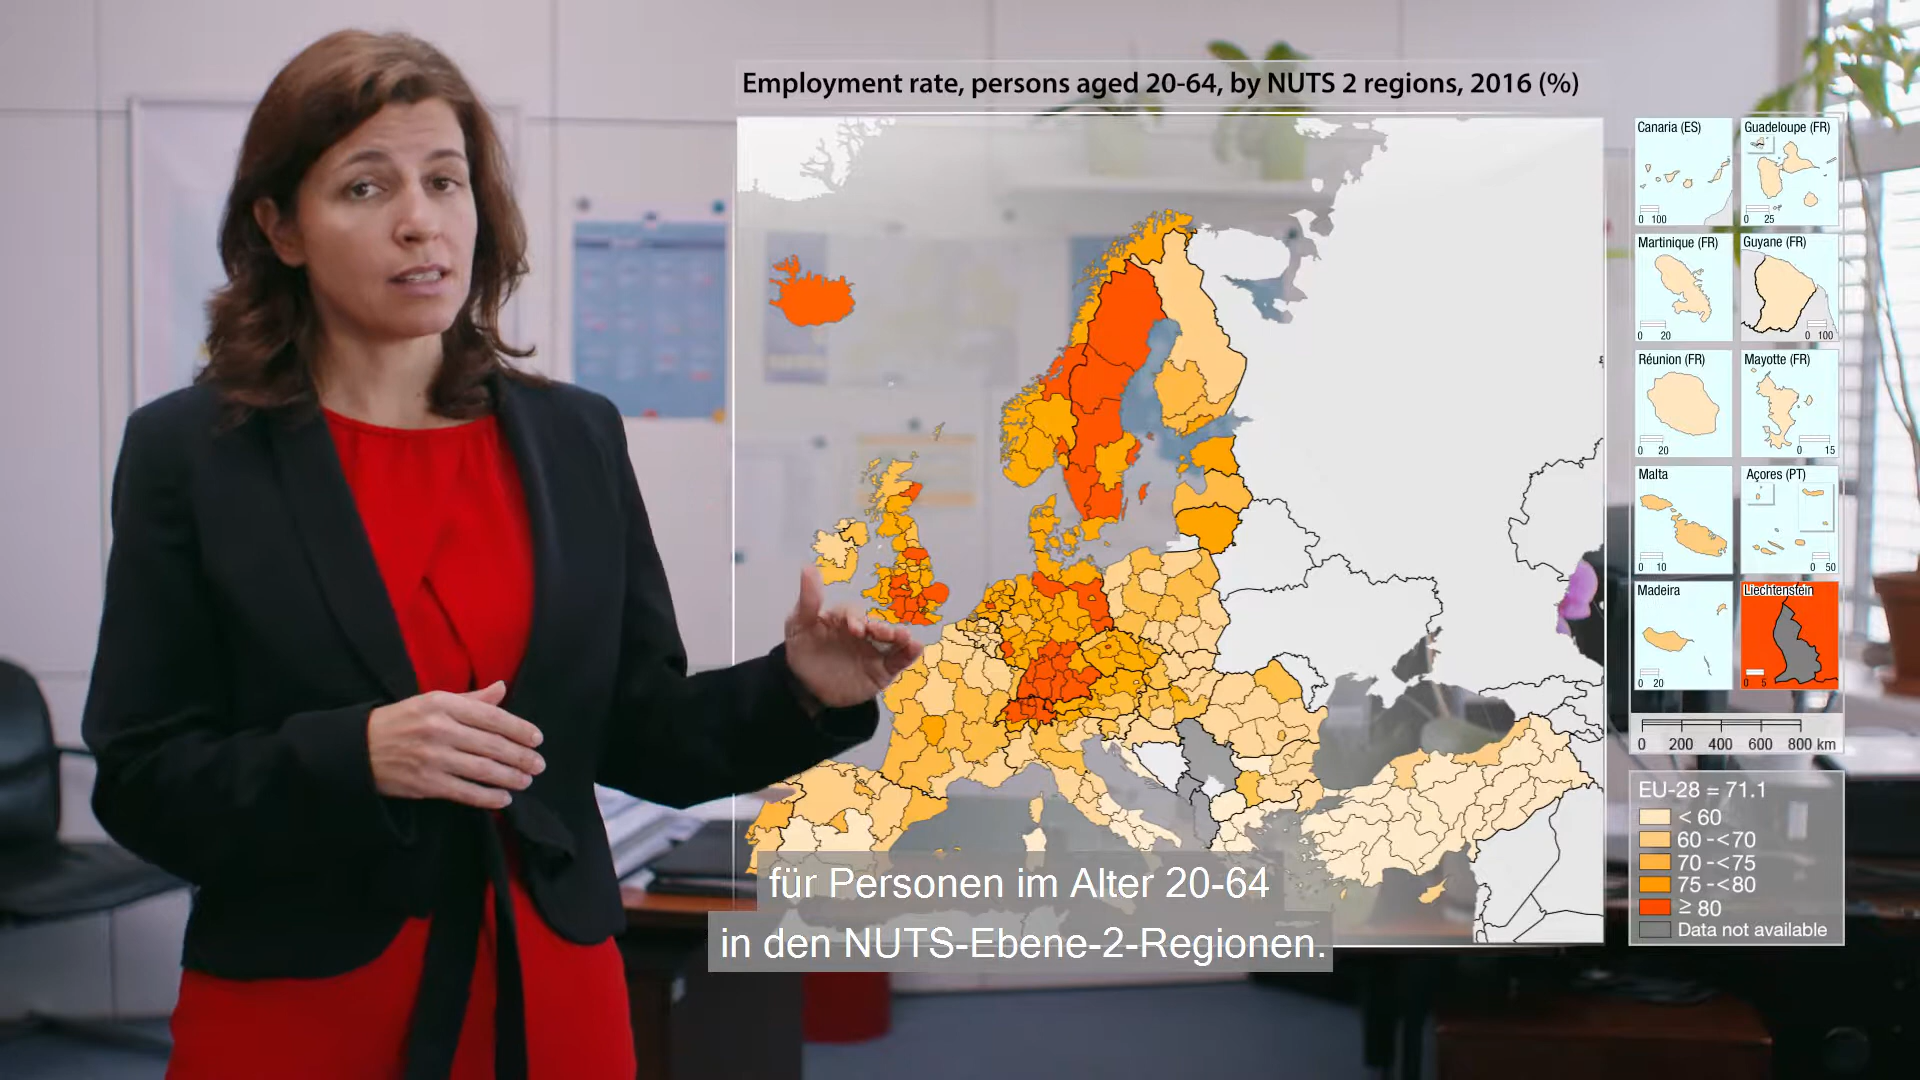 Employment rate, persons aged 20-64, by NUTS 2 regions, 2016 (%)
Canaria (ES)
0 100
Guadeloupe (FR)
0 25
Martinique (FR)
0 20
Guyane (FR)
0 100
Réunion (FR)
0 20
Mayotte (FR)
0 15
Malta
0 10
Açores (PT)
0 50
Madeira
0 20
Liechtenstein
0 5
0 200 400 600 800 km
EU-28 = 71.1
< 60
60 -<70
70 -<75
75 -<80
≥ 80
Data not available
für Personen im Alter 20-64
in den NUTS-Ebene-2-Regionen.